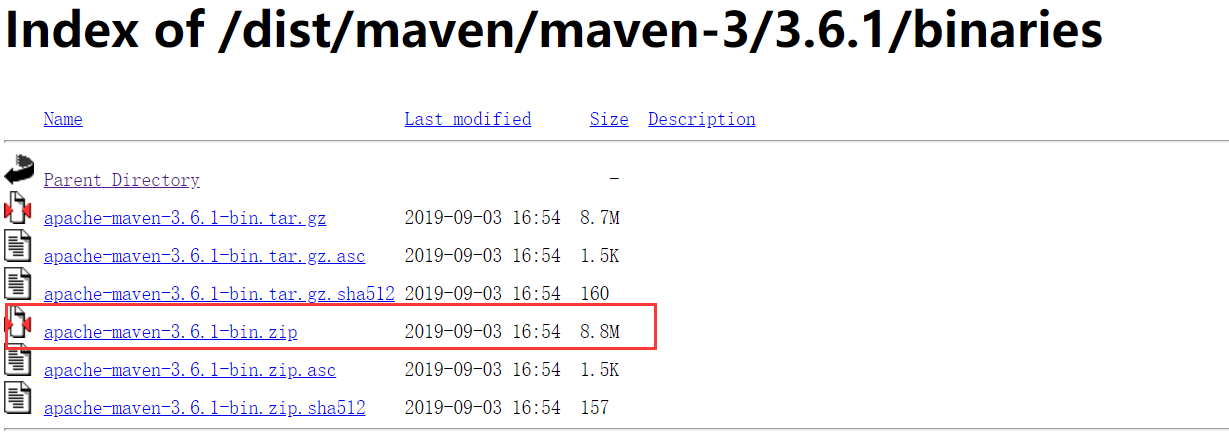 Index of /dist/maven/maven-3/3.6.1/binaries
Name Last modified Size Description
Parent Directory -
apache-maven-3.6.1-bin.tar.gz 2019-09-03 16:54 8.7M
apache-maven-3.6.1-bin.tar.gz.asc 2019-09-03 16:54 1.5K
apache-maven-3.6.1-bin.tar.gz.sha512 2019-09-03 16:54 160
apache-maven-3.6.1-bin.zip 2019-09-03 16:54 8.8M
apache-maven-3.6.1-bin.zip.asc 2019-09-03 16:54 1.5K
apache-maven-3.6.1-bin.zip.sha512 2019-09-03 16:54 157